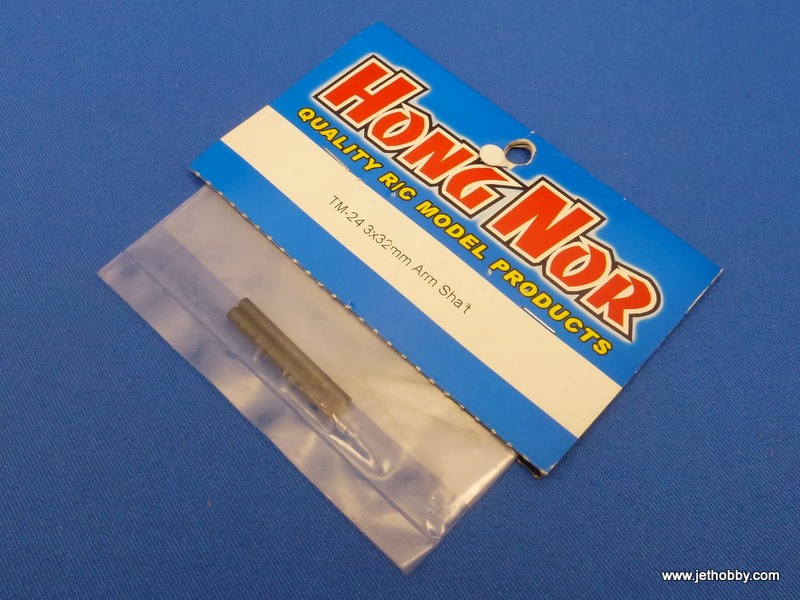 HONG NOR
QUALITY R/C MODEL PRODUCTS
TM-24 3x32mm Arm Shaft
www.jethobby.com